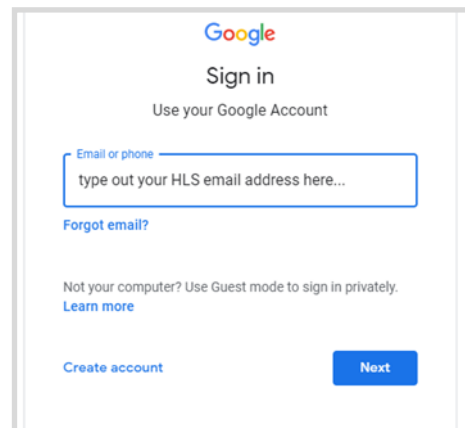 Google
Sign in
Use your Google Account
Email or phone
type out your HLS email address here...
Forgot email?
Not your computer? Use Guest mode to sign in privately.
Learn more
Create account
Next